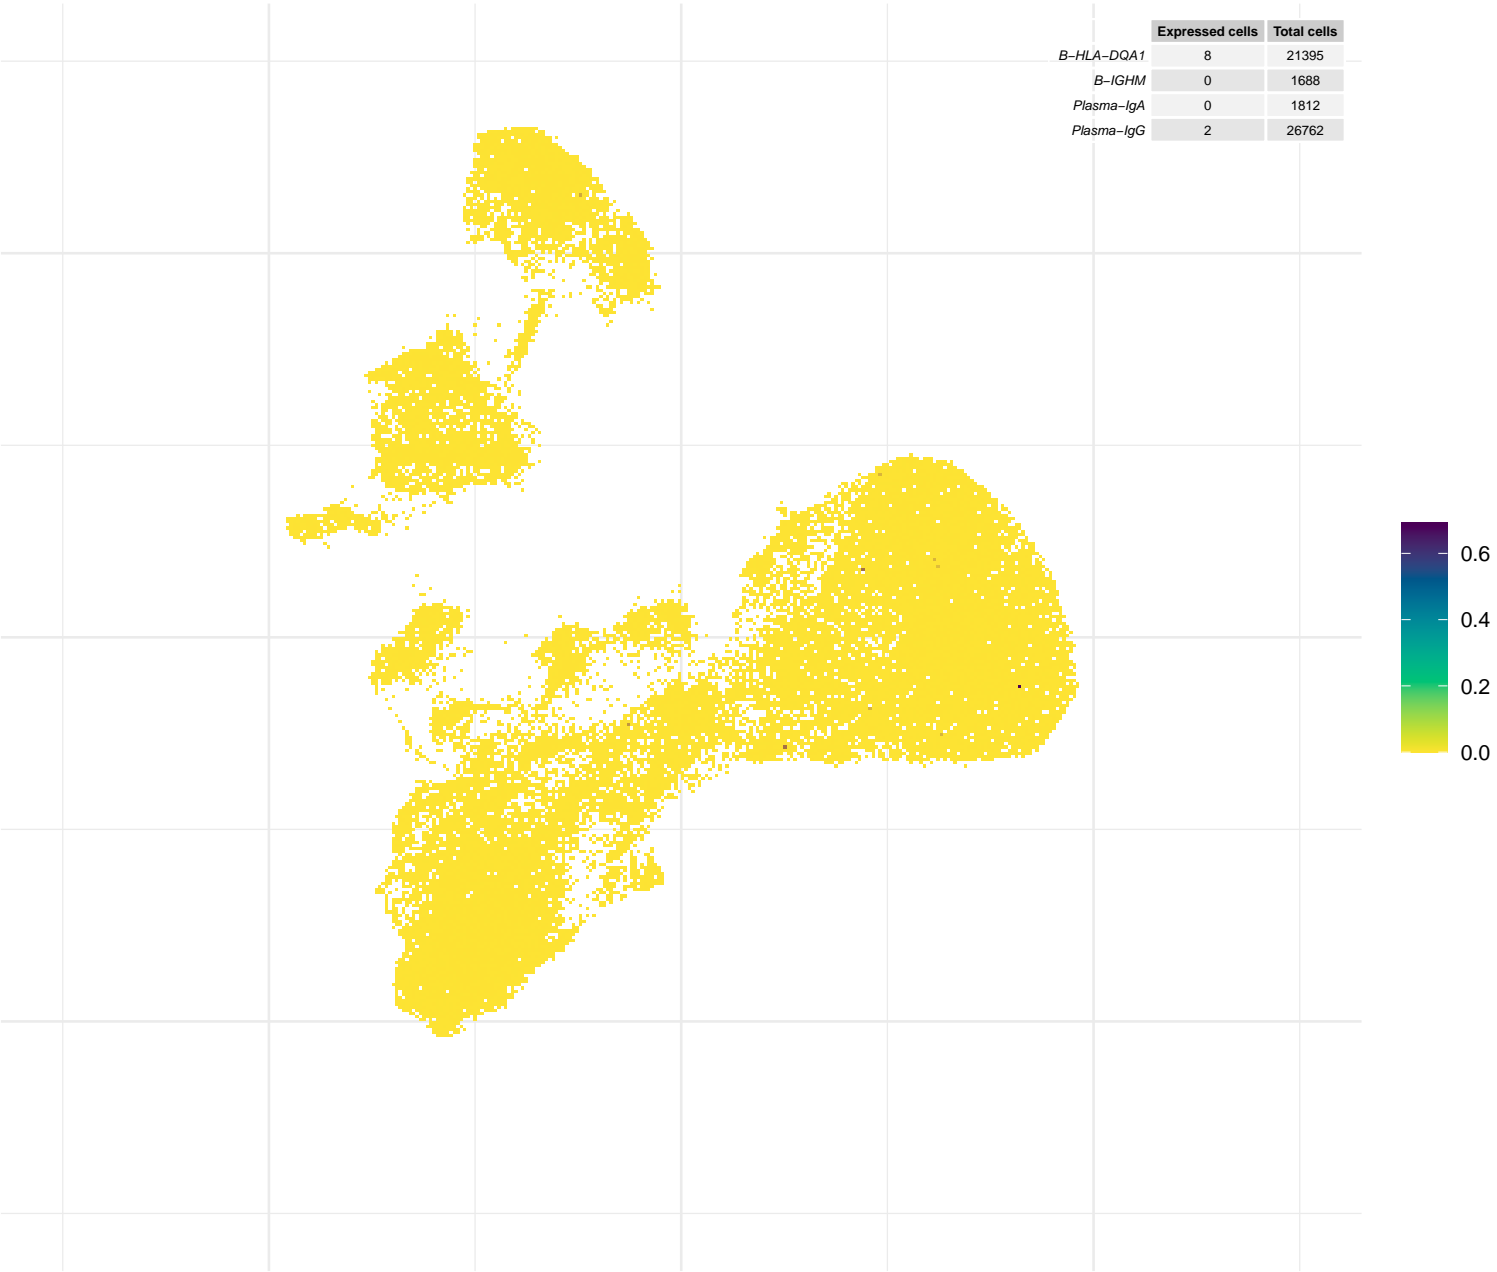 Expressed cells Total cells
B−HLA−DQA1 8 21395
B−IGHM 0 1688
Plasma−IgA 0 1812
Plasma−IgG 2 26762
0.6
0.4
0.2
0.0